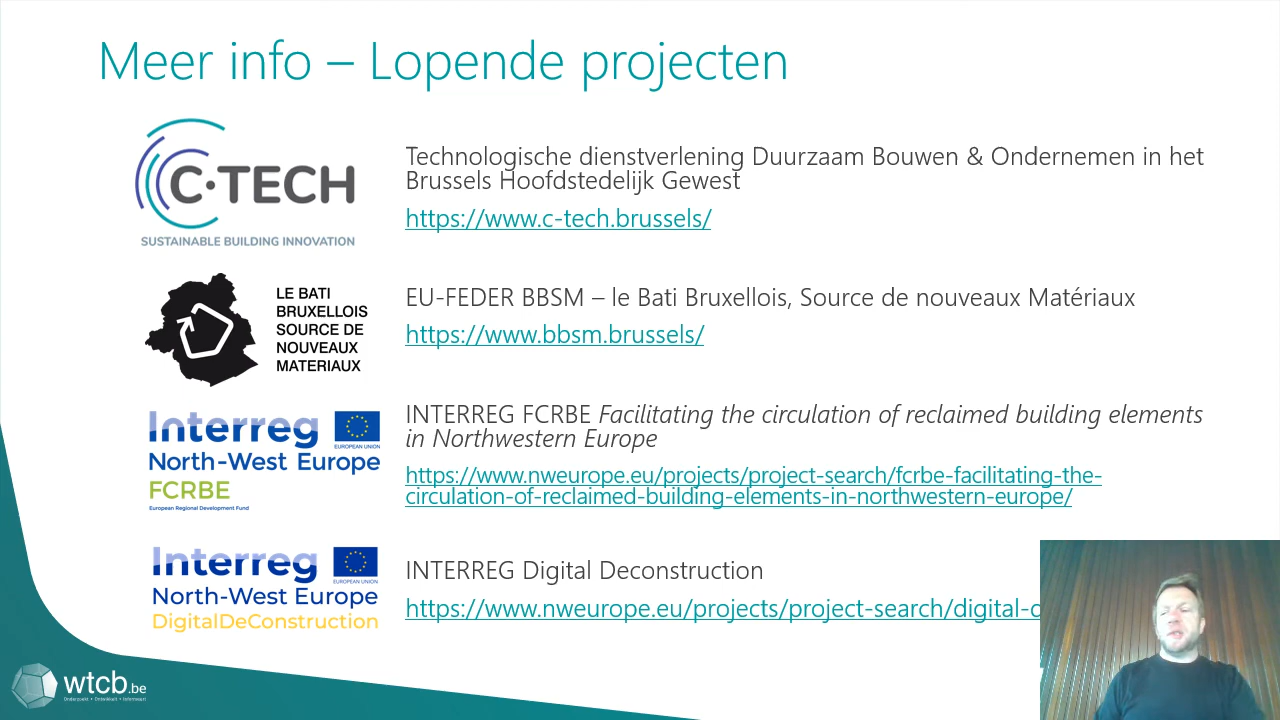 Meer info – Lopende projecten
C·TECH
SUSTAINABLE BUILDING INNOVATION
Technologische dienstverlening Duurzaam Bouwen & Ondernemen in het
Brussels Hoofdstedelijk Gewest
https://www.c-tech.brussels/
LE BATI
BRUXELLOIS
SOURCE DE
NOUVEAUX
MATERIAUX
EU-FEDER BBSM – le Bati Bruxellois, Source de nouveaux Matériaux
https://www.bbsm.brussels/
Interreg
EUROPEAN UNION
North-West Europe
FCRBE
European Regional Development Fund
INTERREG FCRBE Facilitating the circulation of reclaimed building elements
in Northwestern Europe
https://www.nweurope.eu/projects/project-search/fcrbe-facilitating-the-
circulation-of-reclaimed-building-elements-in-northwestern-europe/
Interreg
EUROPEAN UNION
North-West Europe
DigitalDeConstruction
INTERREG Digital Deconstruction
https://www.nweurope.eu/projects/project-search/digital-
wtcb.be
Onderzoekt • Ontwikkelt • Informeert